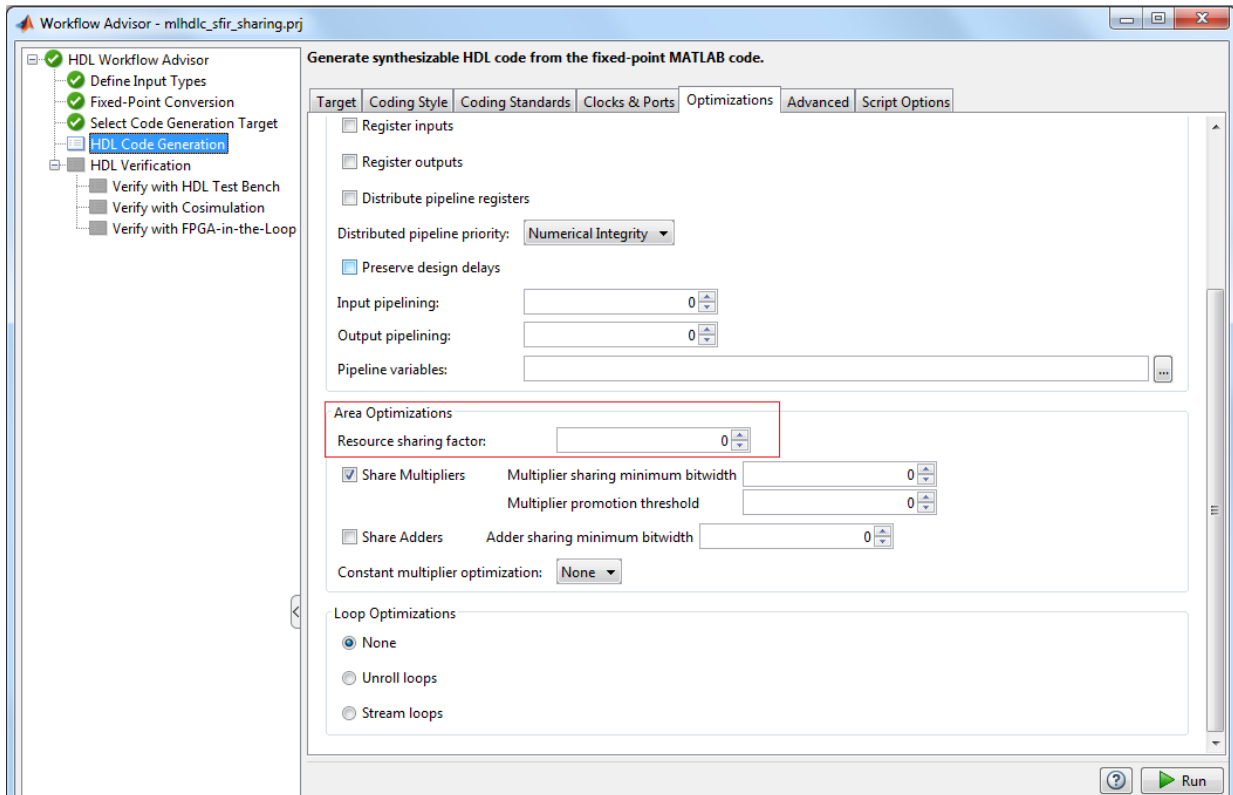 Workflow Advisor - mlhdlc_sfir_sharing.prj
HDL Workflow Advisor
Define Input Types
Fixed-Point Conversion
Select Code Generation Target
HDL Code Generation
HDL Verification
Verify with HDL Test Bench
Verify with Cosimulation
Verify with FPGA-in-the-Loop
Generate synthesizable HDL code from the fixed-point MATLAB code.
Target Coding Style Coding Standards Clocks & Ports Optimizations Advanced Script Options
Register inputs
Register outputs
Distribute pipeline registers
Distributed pipeline priority: Numerical Integrity
Preserve design delays
Input pipelining: 0
Output pipelining: 0
Pipeline variables: ...
Area Optimizations
Resource sharing factor: 0
Share Multipliers Multiplier sharing minimum bitwidth 0
Multiplier promotion threshold 0
Share Adders Adder sharing minimum bitwidth 0
Constant multiplier optimization: None
Loop Optimizations
None
Unroll loops
Stream loops
? Run